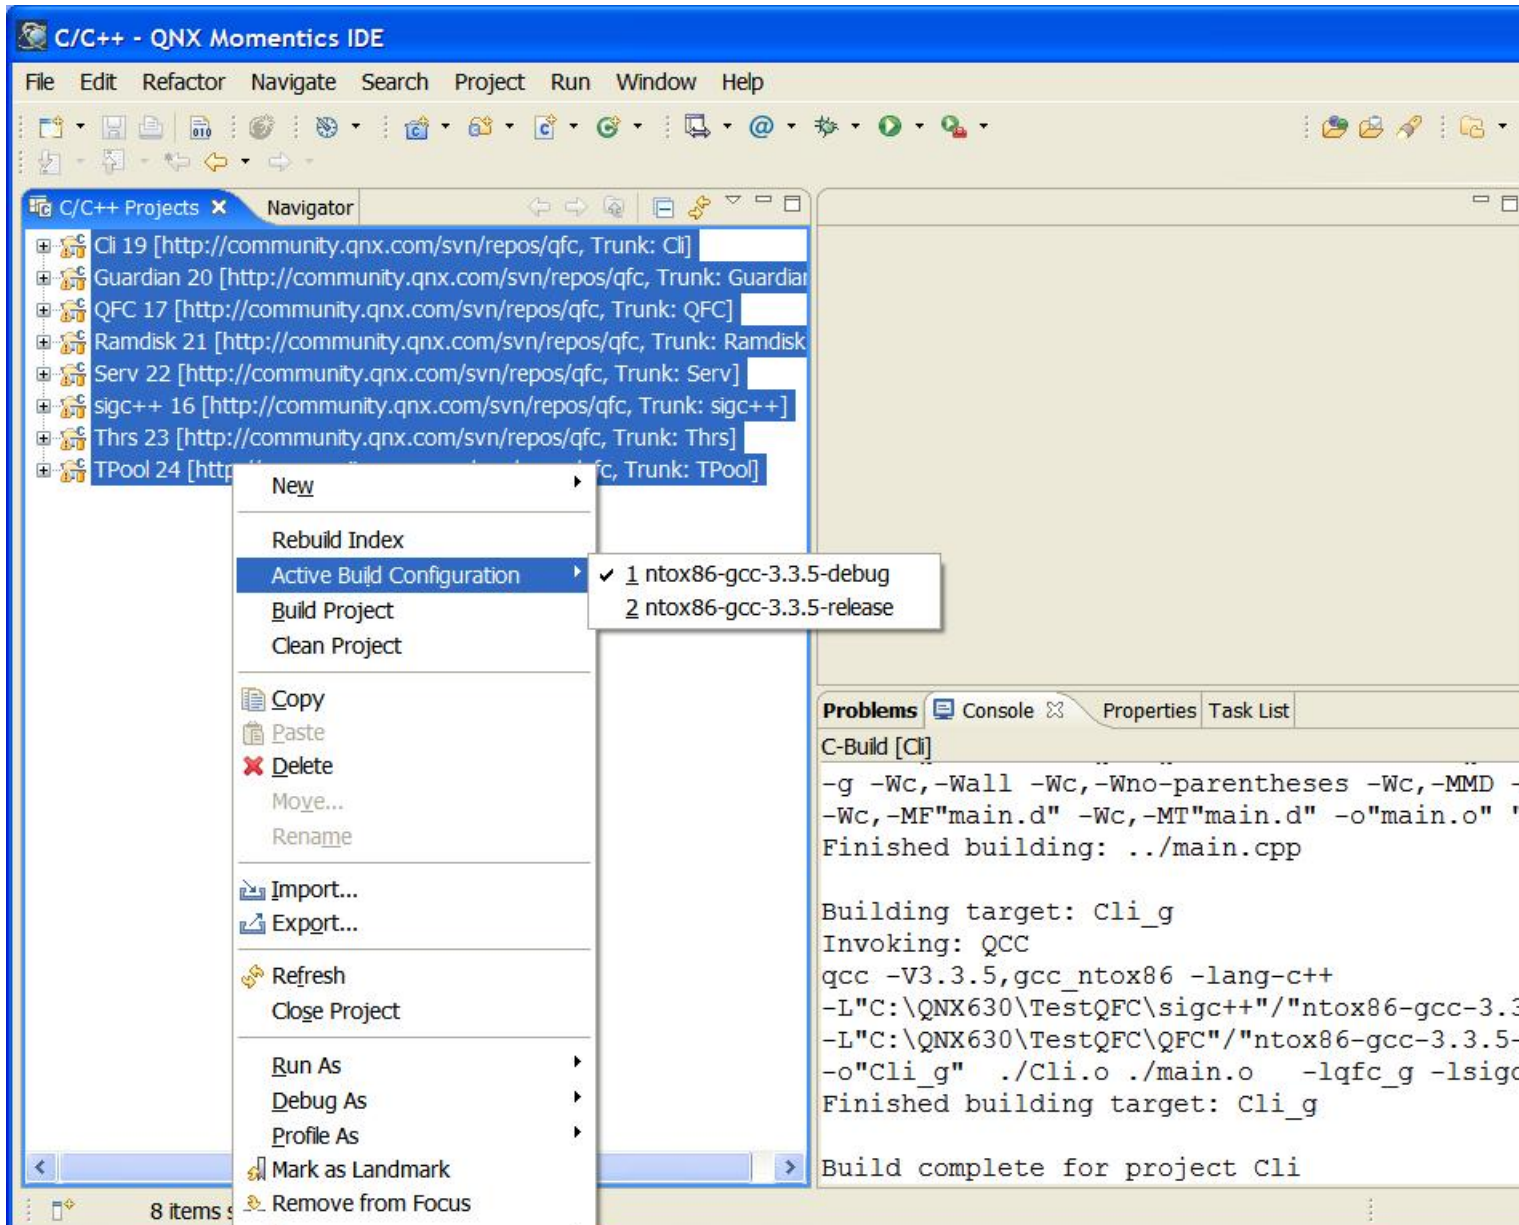 C/C++ - QNX Momentics IDE
File Edit Refactor Navigate Search Project Run Window Help
C/C++ Projects Navigator
Cli 19 [http://community.qnx.com/svn/repos/qfc, Trunk: Cli]
Guardian 20 [http://community.qnx.com/svn/repos/qfc, Trunk: Guardian
QFC 17 [http://community.qnx.com/svn/repos/qfc, Trunk: QFC]
Ramdisk 21 [http://community.qnx.com/svn/repos/qfc, Trunk: Ramdisk
Serv 22 [http://community.qnx.com/svn/repos/qfc, Trunk: Serv]
sigc++ 16 [http://community.qnx.com/svn/repos/qfc, Trunk: sigc++]
Thrs 23 [http://community.qnx.com/svn/repos/qfc, Trunk: Thrs]
TPool 24 [http fc, Trunk: TPool]
New
Rebuild Index
Active Build Configuration
1 ntox86-gcc-3.3.5-debug
2 ntox86-gcc-3.3.5-release
Build Project
Clean Project
Copy
Paste
Delete
Move...
Rename
Import...
Export...
Refresh
Close Project
Run As
Debug As
Profile As
Mark as Landmark
Remove from Focus
8 items s
Problems Console Properties Task List
C-Build [Cli]
-g -Wc,-Wall -Wc,-Wno-parentheses -Wc,-MMD -
-Wc,-MF"main.d" -Wc,-MT"main.d" -o"main.o" "
Finished building: ../main.cpp
Building target: Cli_g
Invoking: QCC
qcc -V3.3.5,gcc_ntox86 -lang-c++
-L"C:\QNX630\TestQFC\sigc++"/"ntox86-gcc-3.3
-L"C:\QNX630\TestQFC\QFC"/"ntox86-gcc-3.3.5-
-o"Cli_g" ./Cli.o ./main.o -lqfc_g -lsigc
Finished building target: Cli_g
Build complete for project Cli